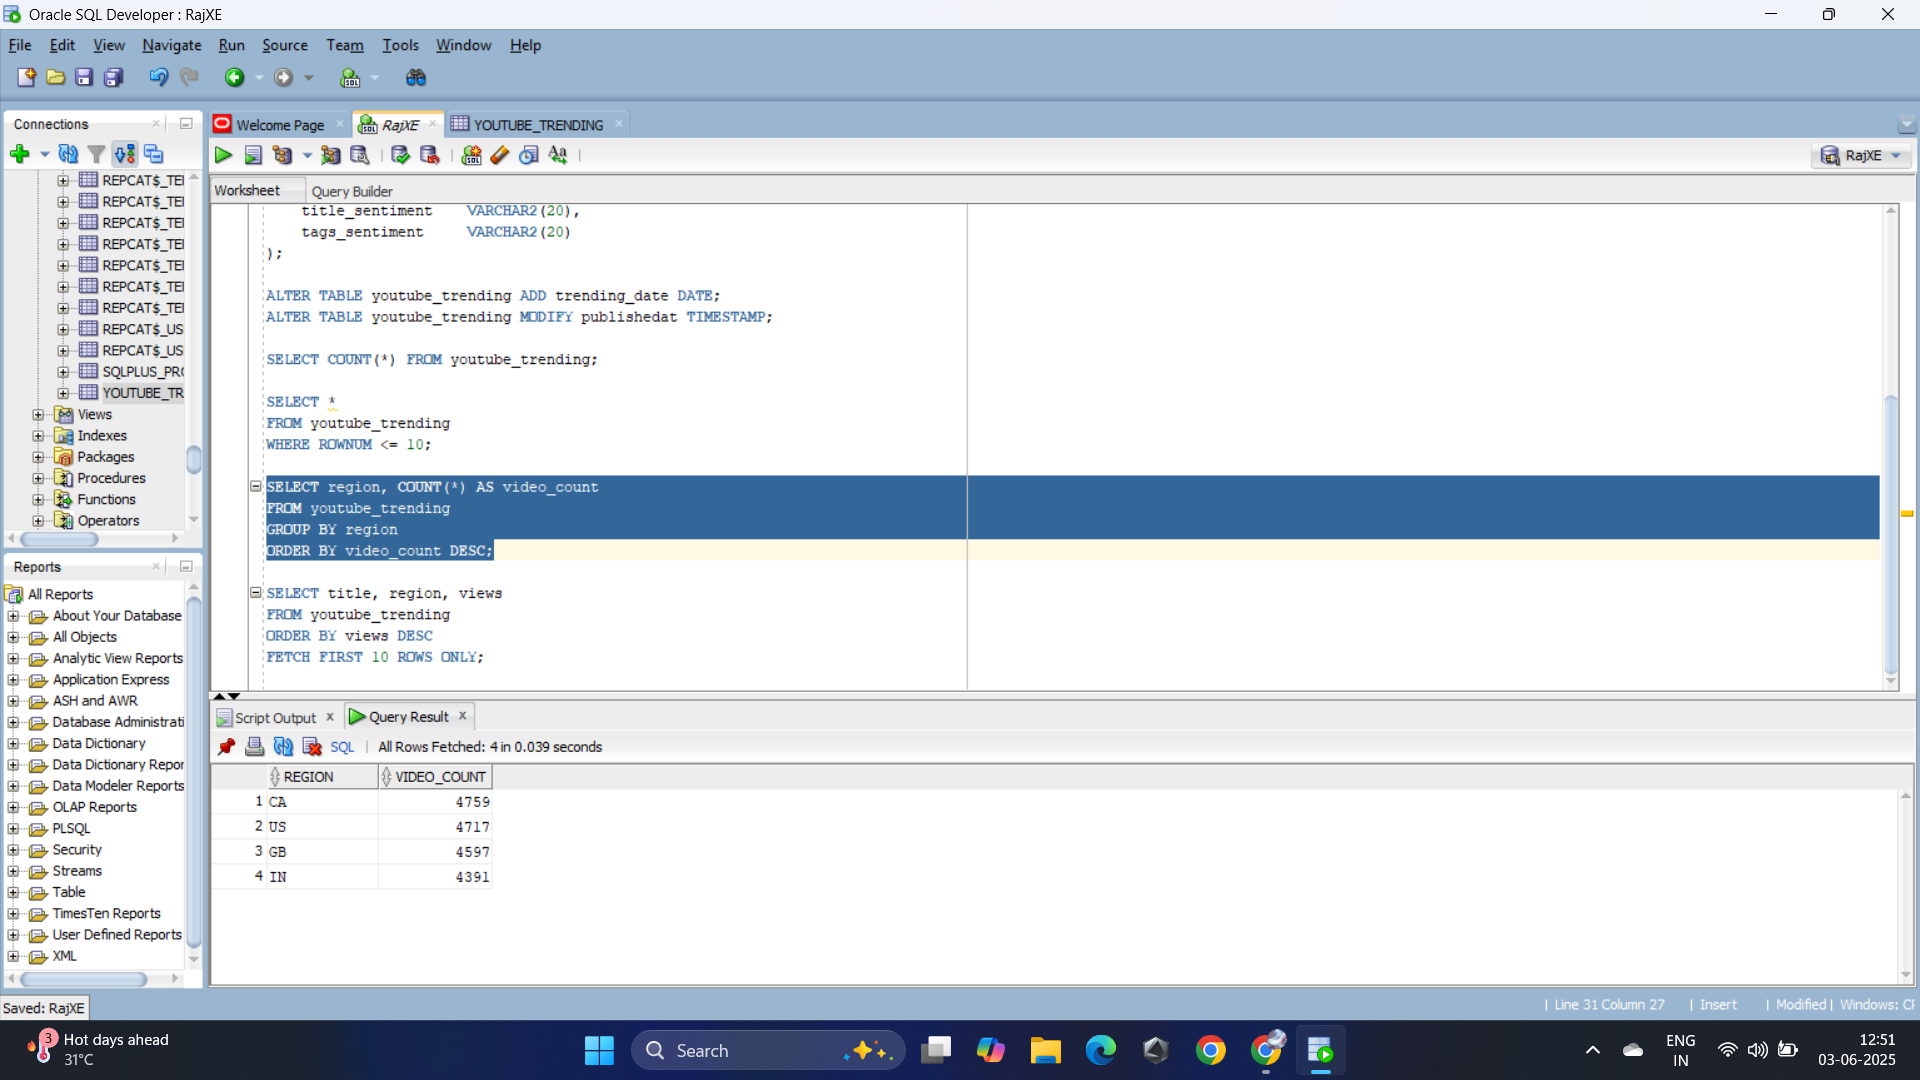 Oracle SQL Developer : RajXE
File Edit View Navigate Run Source Team Tools Window Help
Connections
REPCAT$_TEI
REPCAT$_TEI
REPCAT$_TEI
REPCAT$_TEI
REPCAT$_TEI
REPCAT$_TEI
REPCAT$_TEI
REPCAT$_US
REPCAT$_US
SQLPLUS_PR
YOUTUBE_TR
Views
Indexes
Packages
Procedures
Functions
Operators
Reports
All Reports
About Your Database
All Objects
Analytic View Reports
Application Express
ASH and AWR
Database Administrati
Data Dictionary
Data Dictionary Repor
Data Modeler Reports
OLAP Reports
PLSQL
Security
Streams
Table
TimesTen Reports
User Defined Reports
XML
Welcome Page RajXE YOUTUBE_TRENDING
RajXE
Worksheet Query Builder
title_sentiment VARCHAR2(20),
tags_sentiment VARCHAR2(20)
);
ALTER TABLE youtube_trending ADD trending_date DATE;
ALTER TABLE youtube_trending MODIFY publishedat TIMESTAMP;
SELECT COUNT(*) FROM youtube_trending;
SELECT *
FROM youtube_trending
WHERE ROWNUM <= 10;
SELECT region, COUNT(*) AS video_count
FROM youtube_trending
GROUP BY region
ORDER BY video_count DESC;
SELECT title, region, views
FROM youtube_trending
ORDER BY views DESC
FETCH FIRST 10 ROWS ONLY;
Script Output Query Result
SQL | All Rows Fetched: 4 in 0.039 seconds
REGION VIDEO_COUNT
1 CA 4759
2 US 4717
3 GB 4597
4 IN 4391
Saved: RajXE
| Line 31 Column 27 | Insert | Modified | Windows: C
3 Hot days ahead
31°C
Search
ENG
IN
12:51
03-06-2025